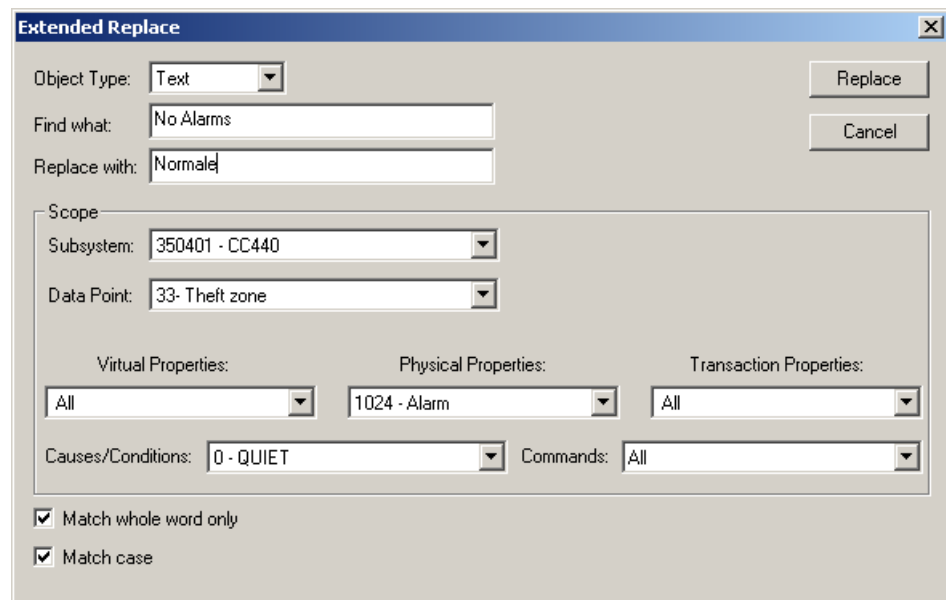 Extended Replace
Object Type: Text
Replace
Find what: No Alarms
Cancel
Replace with: Normale
Scope
Subsystem: 350401 - CC440
Data Point: 33- Theft zone
Virtual Properties: Physical Properties: Transaction Properties:
All 1024 - Alarm All
Causes/Conditions: 0 - QUIET Commands: All
Match whole word only
Match case